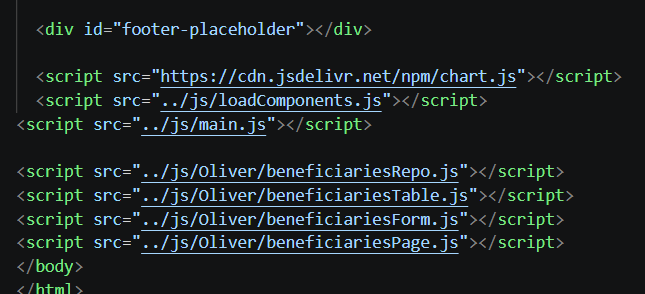 <div id="footer-placeholder"></div>
<script src="https://cdn.jsdelivr.net/npm/chart.js"></script>
<script src="../js/loadComponents.js"></script>
<script src="../js/main.js"></script>
<script src="../js/Oliver/beneficiariesRepo.js"></script>
<script src="../js/Oliver/beneficiariesTable.js"></script>
<script src="../js/Oliver/beneficiariesForm.js"></script>
<script src="../js/Oliver/beneficiariesPage.js"></script>
</body>
</html>